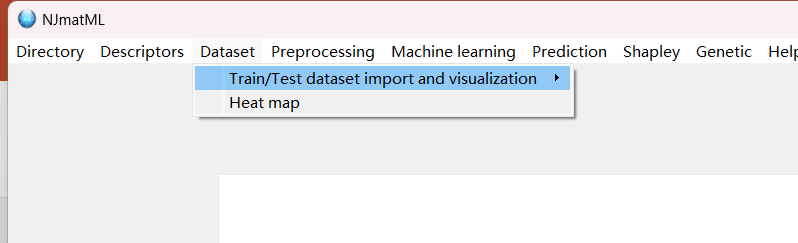 NJmatML
Directory Descriptors Dataset Preprocessing Machine learning Prediction Shapley Genetic Help
Train/Test dataset import and visualization
Heat map